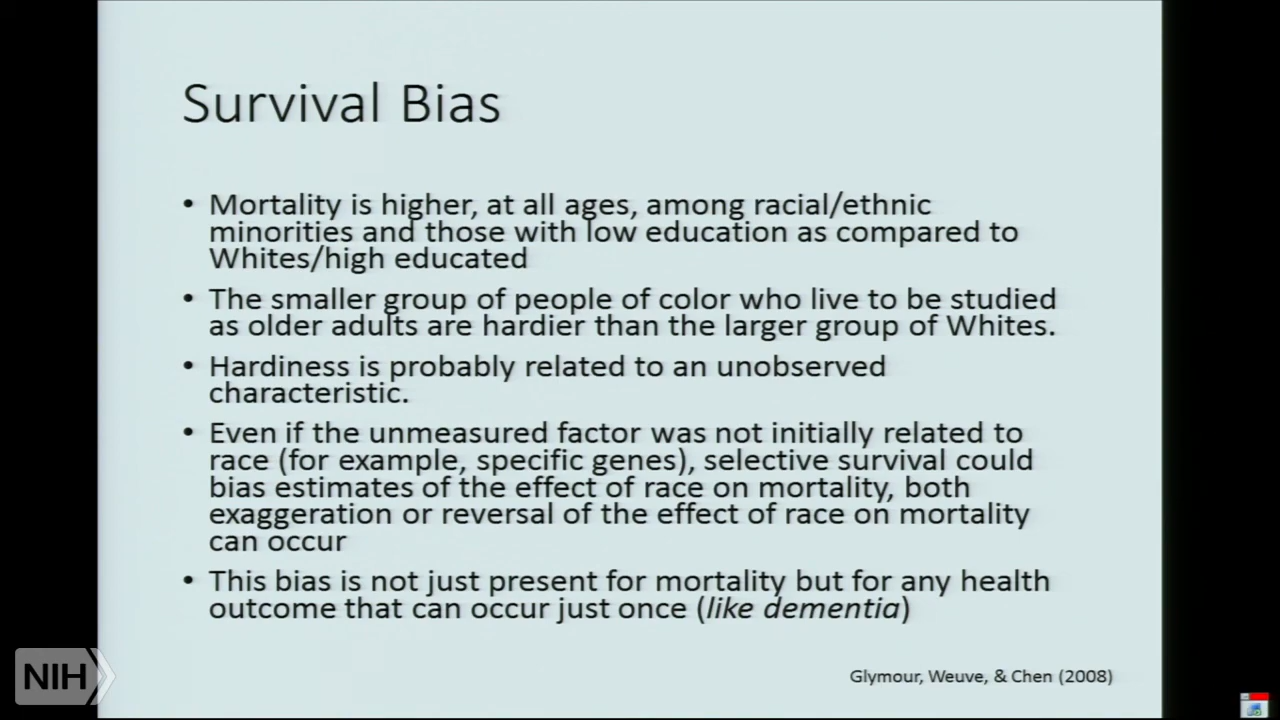 Survival Bias
• Mortality is higher, at all ages, among racial/ethnic
minorities and those with low education as compared to
Whites/high educated
• The smaller group of people of color who live to be studied
as older adults are hardier than the larger group of Whites.
• Hardiness is probably related to an unobserved
characteristic.
• Even if the unmeasured factor was not initially related to
race (for example, specific genes), selective survival could
bias estimates of the effect of race on mortality, both
exaggeration or reversal of the effect of race on mortality
can occur
• This bias is not just present for mortality but for any health
outcome that can occur just once (like dementia)
Glymour, Weuve, & Chen (2008)
NIH